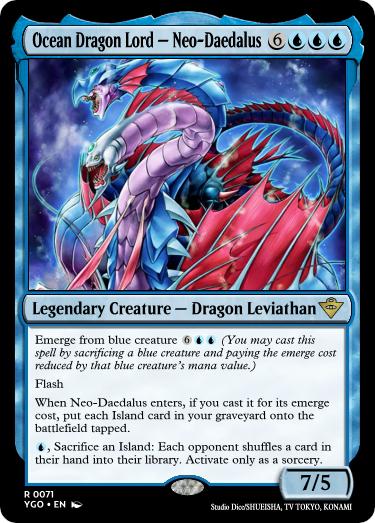 Ocean Dragon Lord — Neo-Daedalus 6
Legendary Creature — Dragon Leviathan
Emerge from blue creature 6 (You may cast this
spell by sacrificing a blue creature and paying the emerge cost
reduced by that blue creature's mana value.)
Flash
When Neo-Daedalus enters, if you cast it for its emerge
cost, put each Island card in your graveyard onto the
battlefield tapped.
, Sacrifice an Island: Each opponent shuffles a card in
their hand into their library. Activate only as a sorcery.
7/5
R 0071
YGO • EN
Studio Dice/SHUEISHA, TV TOKYO, KONAMI